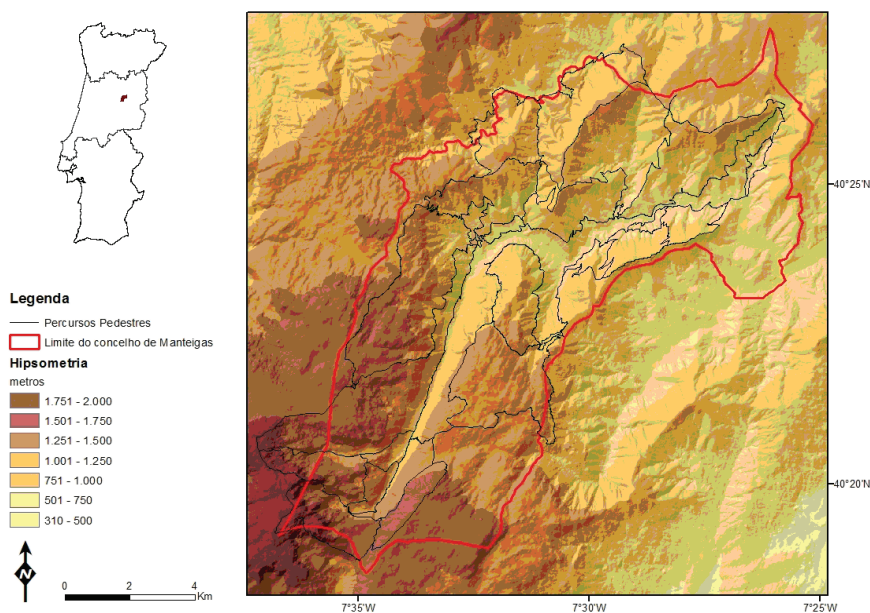 Legenda
Percursos Pedestres
Limite do concelho de Manteigas
Hipsometria
metros
1.751 - 2.000
1.501 - 1.750
1.251 - 1.500
1.001 - 1.250
751 - 1.000
501 - 750
310 - 500
N
0 2 4
Km
40°25'N
40°20'N
7°35'W 7°30'W 7°25'W